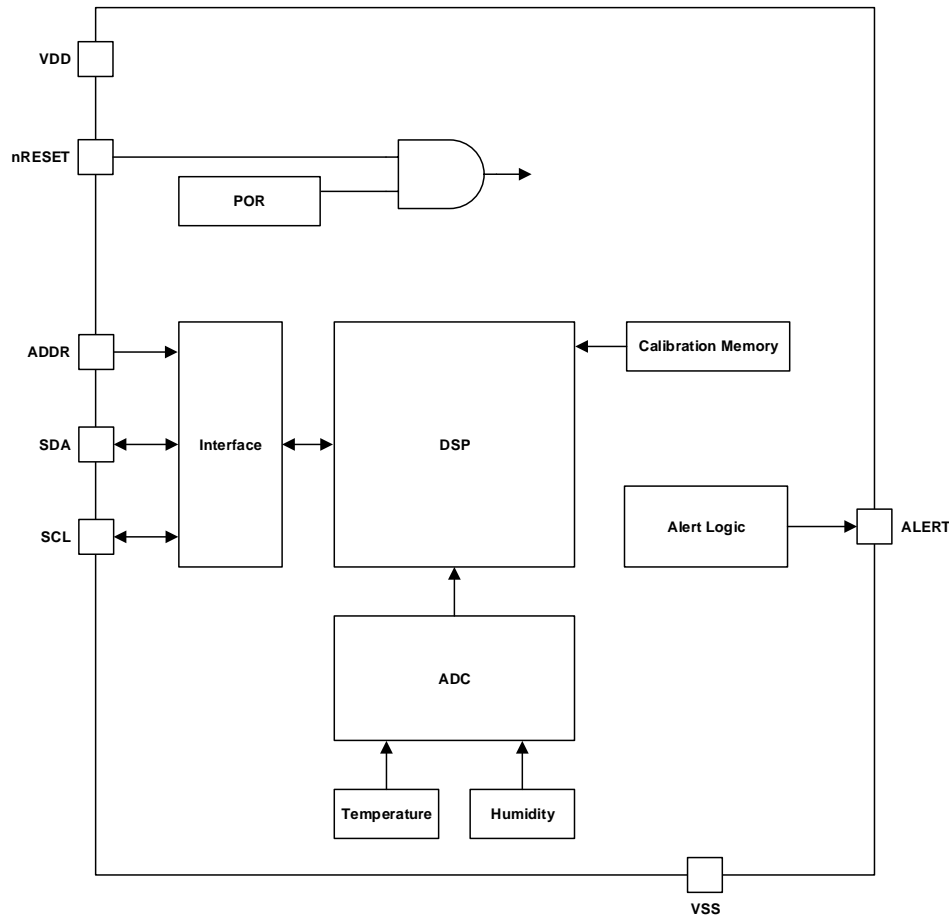 VDD
nRESET
POR
ADDR
Calibration Memory
SDA
Interface
DSP
SCL
Alert Logic
ALERT
ADC
Temperature
Humidity
VSS